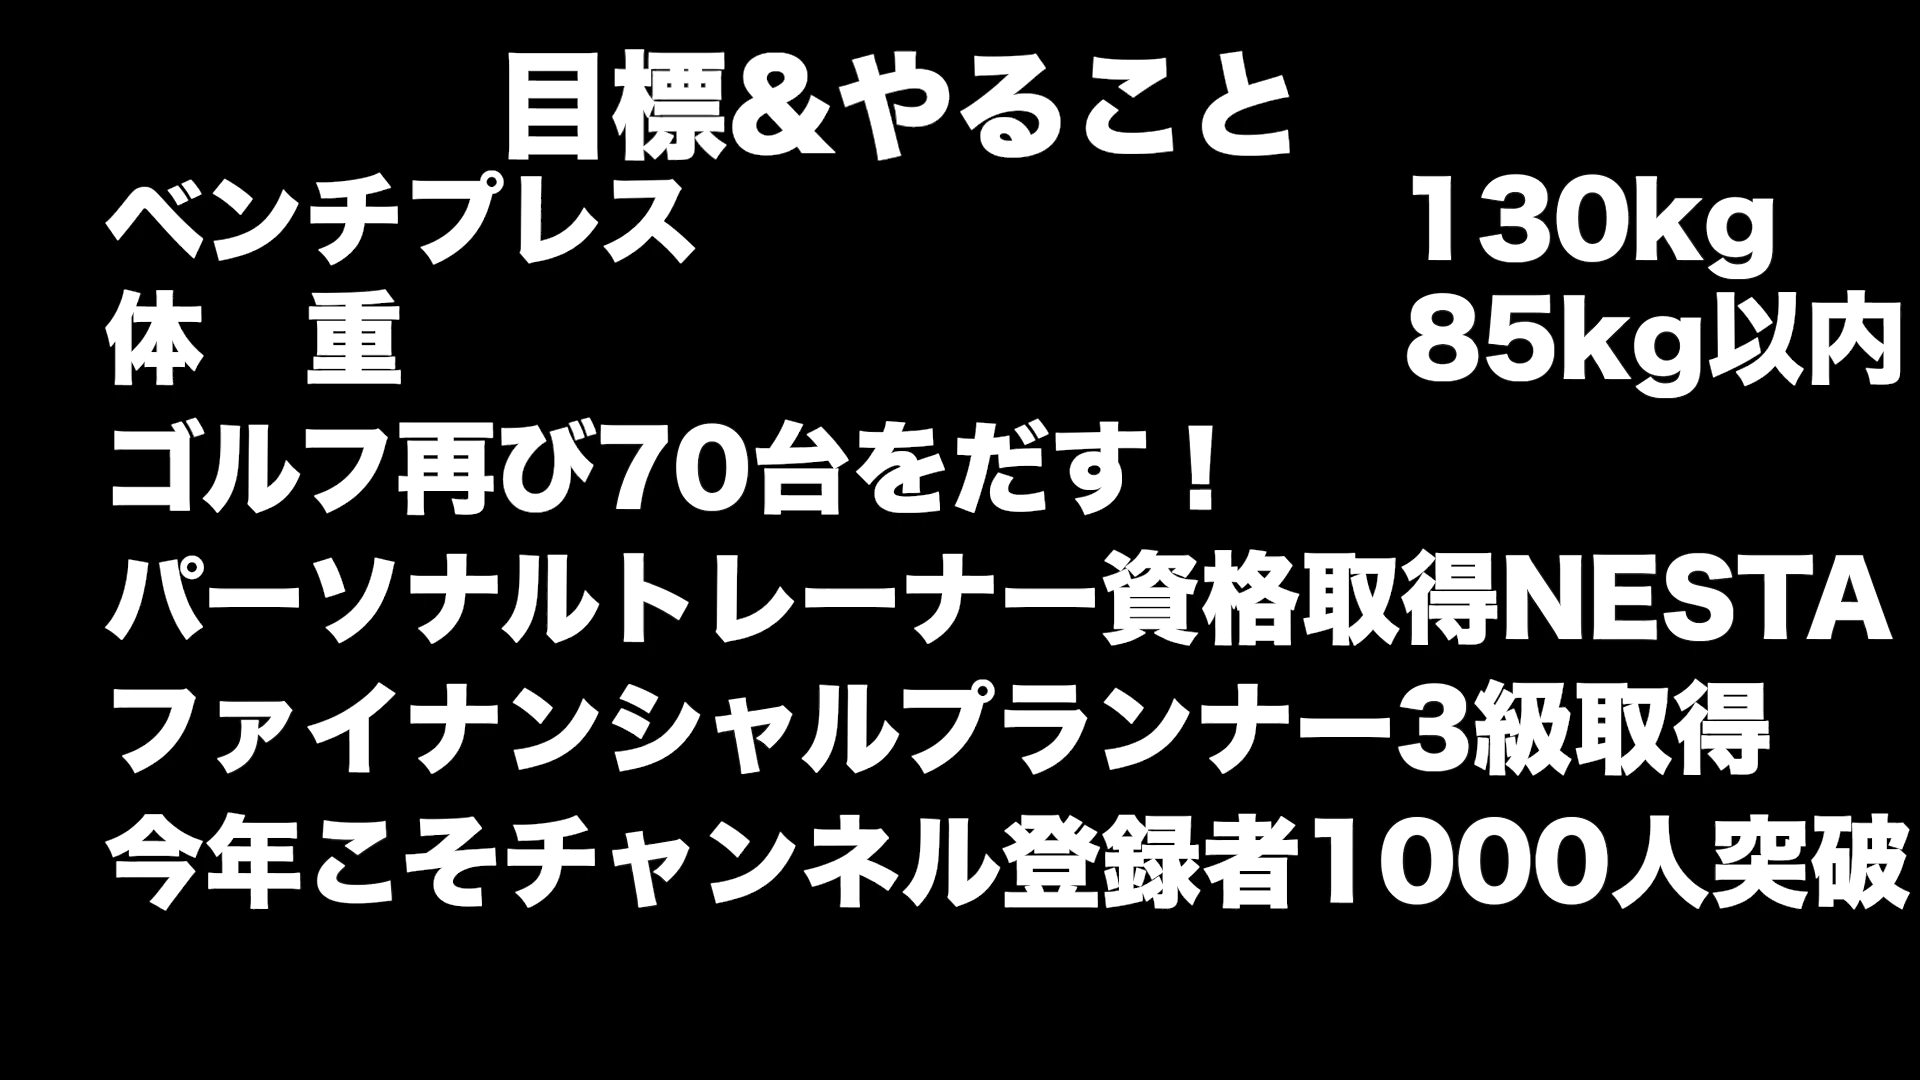 目標&やること
ベンチプレス 130kg
体　重 85kg以内
ゴルフ再び70台をだす！
パーソナルトレーナー資格取得NESTA
ファイナンシャルプランナー3級取得
今年こそチャンネル登録者1000人突破